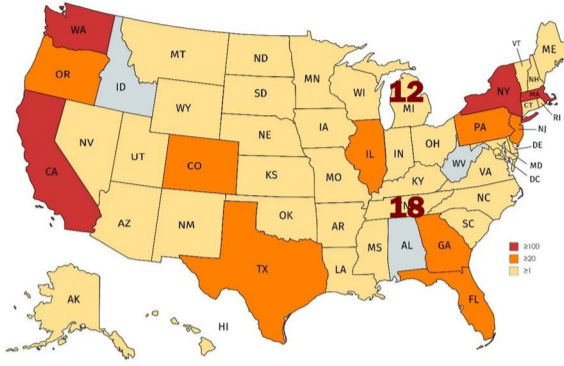 WA
OR
ID
MT
ND
MN
WI
12
MI
VT
NH
ME
NY
MA
CT
RI
SD
WY
NV
UT
CO
NE
IA
IL
IN
OH
PA
NJ
DE
MD
DC
WV
VA
CA
KS
MO
KY
NC
AZ
NM
OK
AR
18
SC
TX
LA
MS
AL
GA
FL
AK
HI
≥100
≥20
≥1